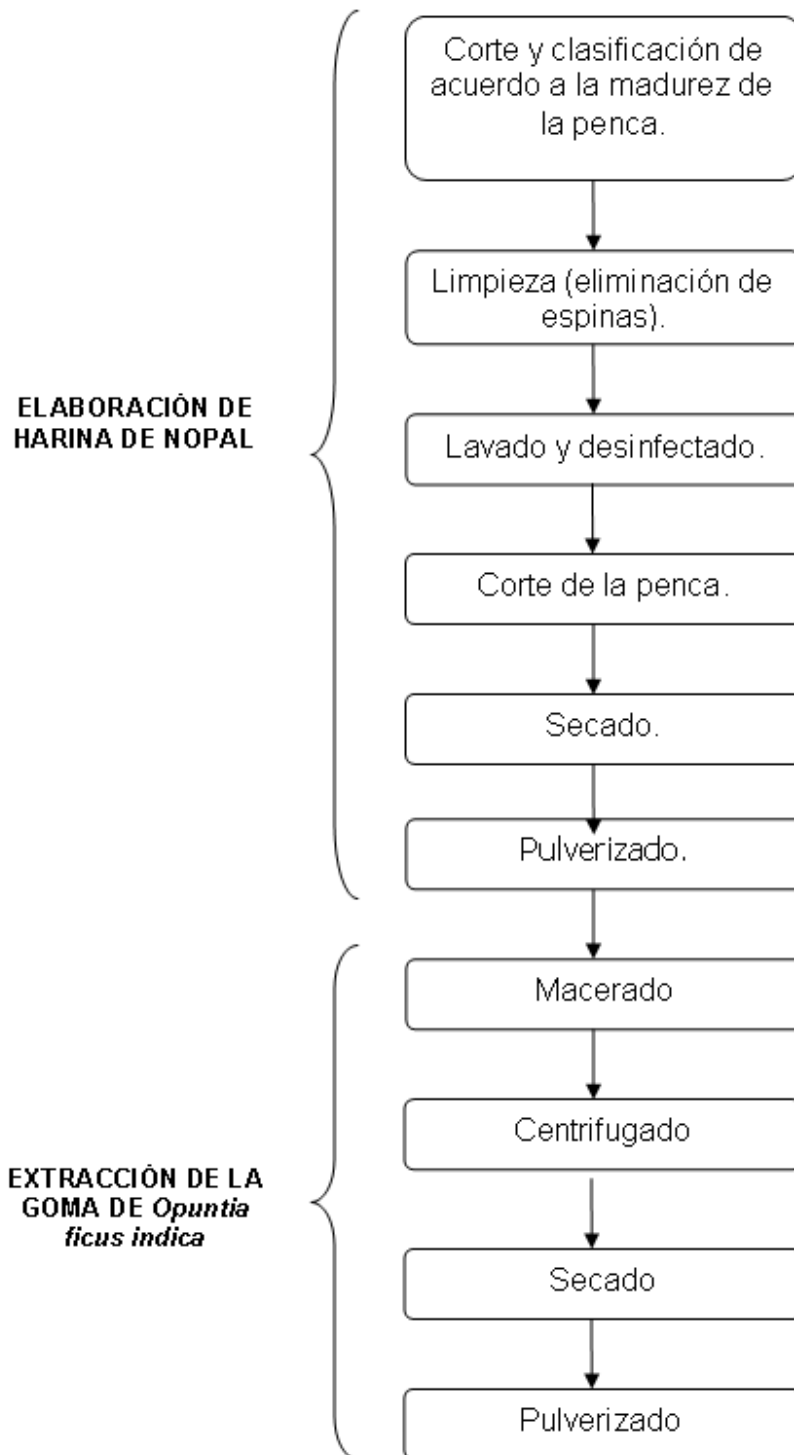 Corte y clasificación de
acuerdo a la madurez de
la penca.
Limpieza (eliminación de
espinas).
ELABORACIÓN DE
HARINA DE NOPAL
Lavado y desinfectado.
Corte de la penca.
Secado.
Pulverizado.
Macerado
Centrifugado
EXTRACCIÓN DE LA
GOMA DE Opuntia
ficus indica
Secado
Pulverizado